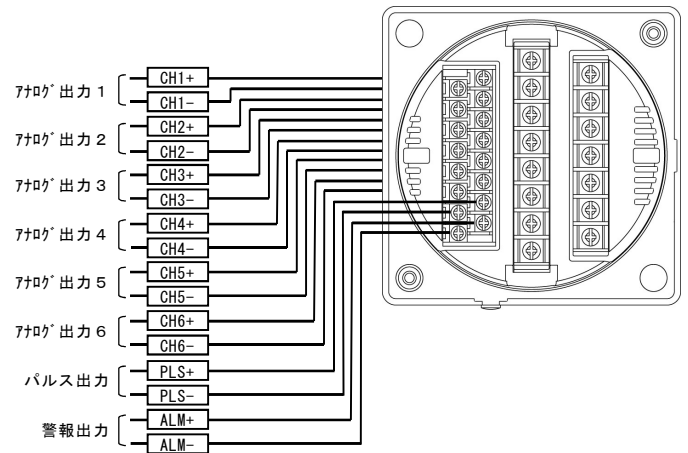 CH1+
ｱﾅﾛｸﾞ出力1
CH1-
CH2+
ｱﾅﾛｸﾞ出力2
CH2-
CH3+
ｱﾅﾛｸﾞ出力3
CH3-
CH4+
ｱﾅﾛｸﾞ出力4
CH4-
CH5+
ｱﾅﾛｸﾞ出力5
CH5-
CH6+
ｱﾅﾛｸﾞ出力6
CH6-
PLS+
パルス出力
PLS-
ALM+
警報出力
ALM-